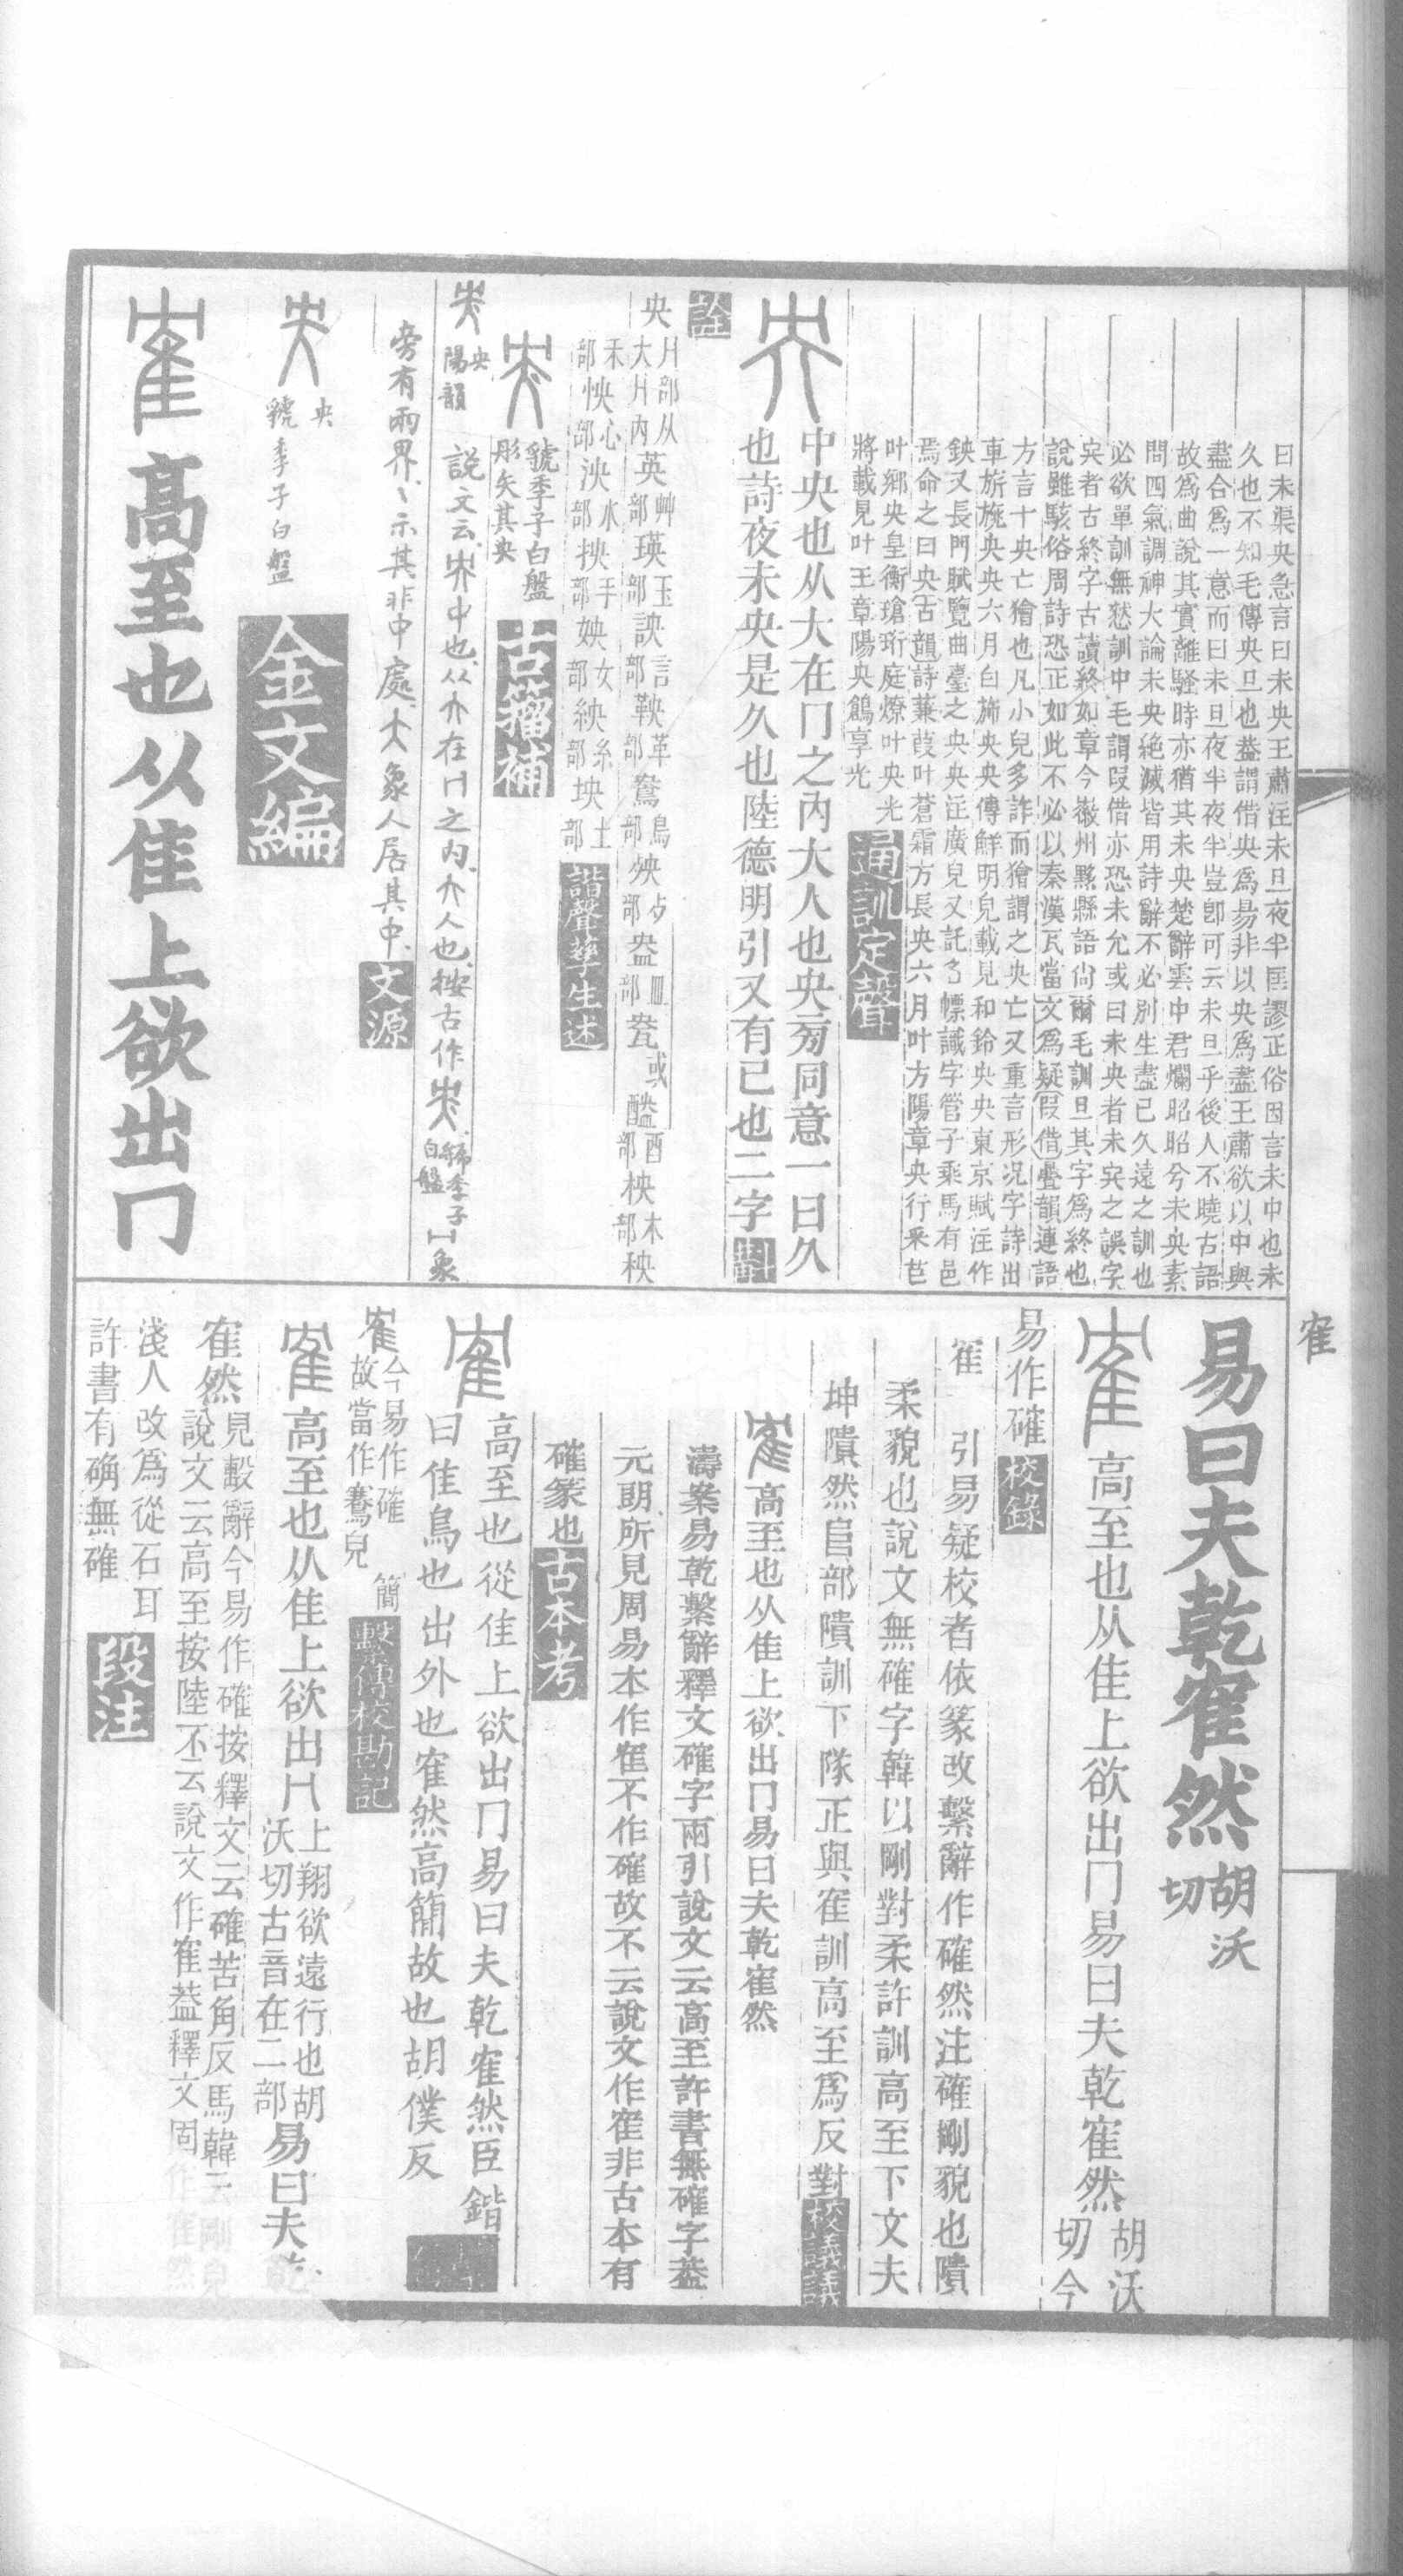 日未渠央急言曰未央王肅注未旦夜半匡謬正俗因言未中也未
久也不知毛傳央旦也蓋謂借央爲昜非以央爲盡王肅欲以中與
盡合爲一意而曰未旦夜半夜半豈卽可云未旦乎後人不曉古語
故爲曲說其實離騷時亦猶其未央楚辭雲中君爛昭昭兮未央素
問四氣調神大論未央絶滅皆用詩辭不必別生盡已久遠之訓也
必欲單訓無愁訓中毛謂叚借亦恐未允或曰未央者未宎之誤字
宎者古終字古讀終如章今徽州黟縣語尙爾毛訓旦其字爲終也
說雖駭俗周詩恐正如此不必以秦漢瓦當文爲疑叚借疊韻連語
方言十央亡獪也凡小兒多詐而獪謂之央亡又重言形況字詩出
車旂旐央央六月白旆央央傳鮮明皃載見和鈴央央東京賦注作
鉠又長門賦覽曲臺之央央注廣皃又託名幖識字管子乘馬有邑
焉命之曰央古韻詩蒹葭叶蒼霜方長央六月叶方陽章央行采芑
叶鄉央皇衡瑲珩庭燎叶央光
將載見叶王章陽央鶬享光 通訓定聲
中央也从大在冂之內大人也央㫄同意一曰久
也詩夜未央是久也陸德明引又有已也二字 斠
詮
央 冂部从大冂內 英 艸部 瑛 玉部 詇 言部 鞅 革部 鴦 鳥部 殃 歺部 盎 皿部 㼜 或 醠 酉部 柍 木部 秧
禾部 怏 心部 泱 水部 抰 手部 姎 女部 紻 糸部 坱 土部 諧聲孳生述
虢季子白盤
彤矢其央 古籀補
央 陽韻 說文云央中也从大在冂之內大人也按古作 虢季子白盤 冂象
旁有兩界丶示其非中處大象人居其中 文源
央 虢季子白盤 金文編
高至也从隹上欲出冂
隺
易曰夫乾隺然 胡沃切
高至也从隹上欲出冂易曰夫乾隺然 胡沃切今
易作確 校錄
隺 引易疑校者依篆改繫辭作確然注確剛貌也隤
柔貌也說文無確字韓以剛對柔許訓高至下文夫
坤隤然𨸏部隤訓下隊正與隺訓高至爲反對 校議議
高至也从隹上欲出冂易曰夫乾隺然
濤案易乾繫辭釋文確字兩引說文云高至許書無確字葢
元朗所見周易本作隺不作確故不云說文作隺非古本有
確篆也 古本考
高至也從隹上欲出冂易曰夫乾隺然臣鍇
曰隹鳥也出外也隺然高簡故也胡僕反
隺 今易作確 簡故當作騫皃 繫傳校勘記
高至也从隹上欲出冂 上翔欲遠行也胡沃切古音在二部 易曰夫乾
隺然 見毄辭今易作確按釋文云確苦角反馬韓云剛皃
說文云高至按陸不云說文作隺葢釋文固作隺然
淺人改爲從石耳
許書有确無確 段注